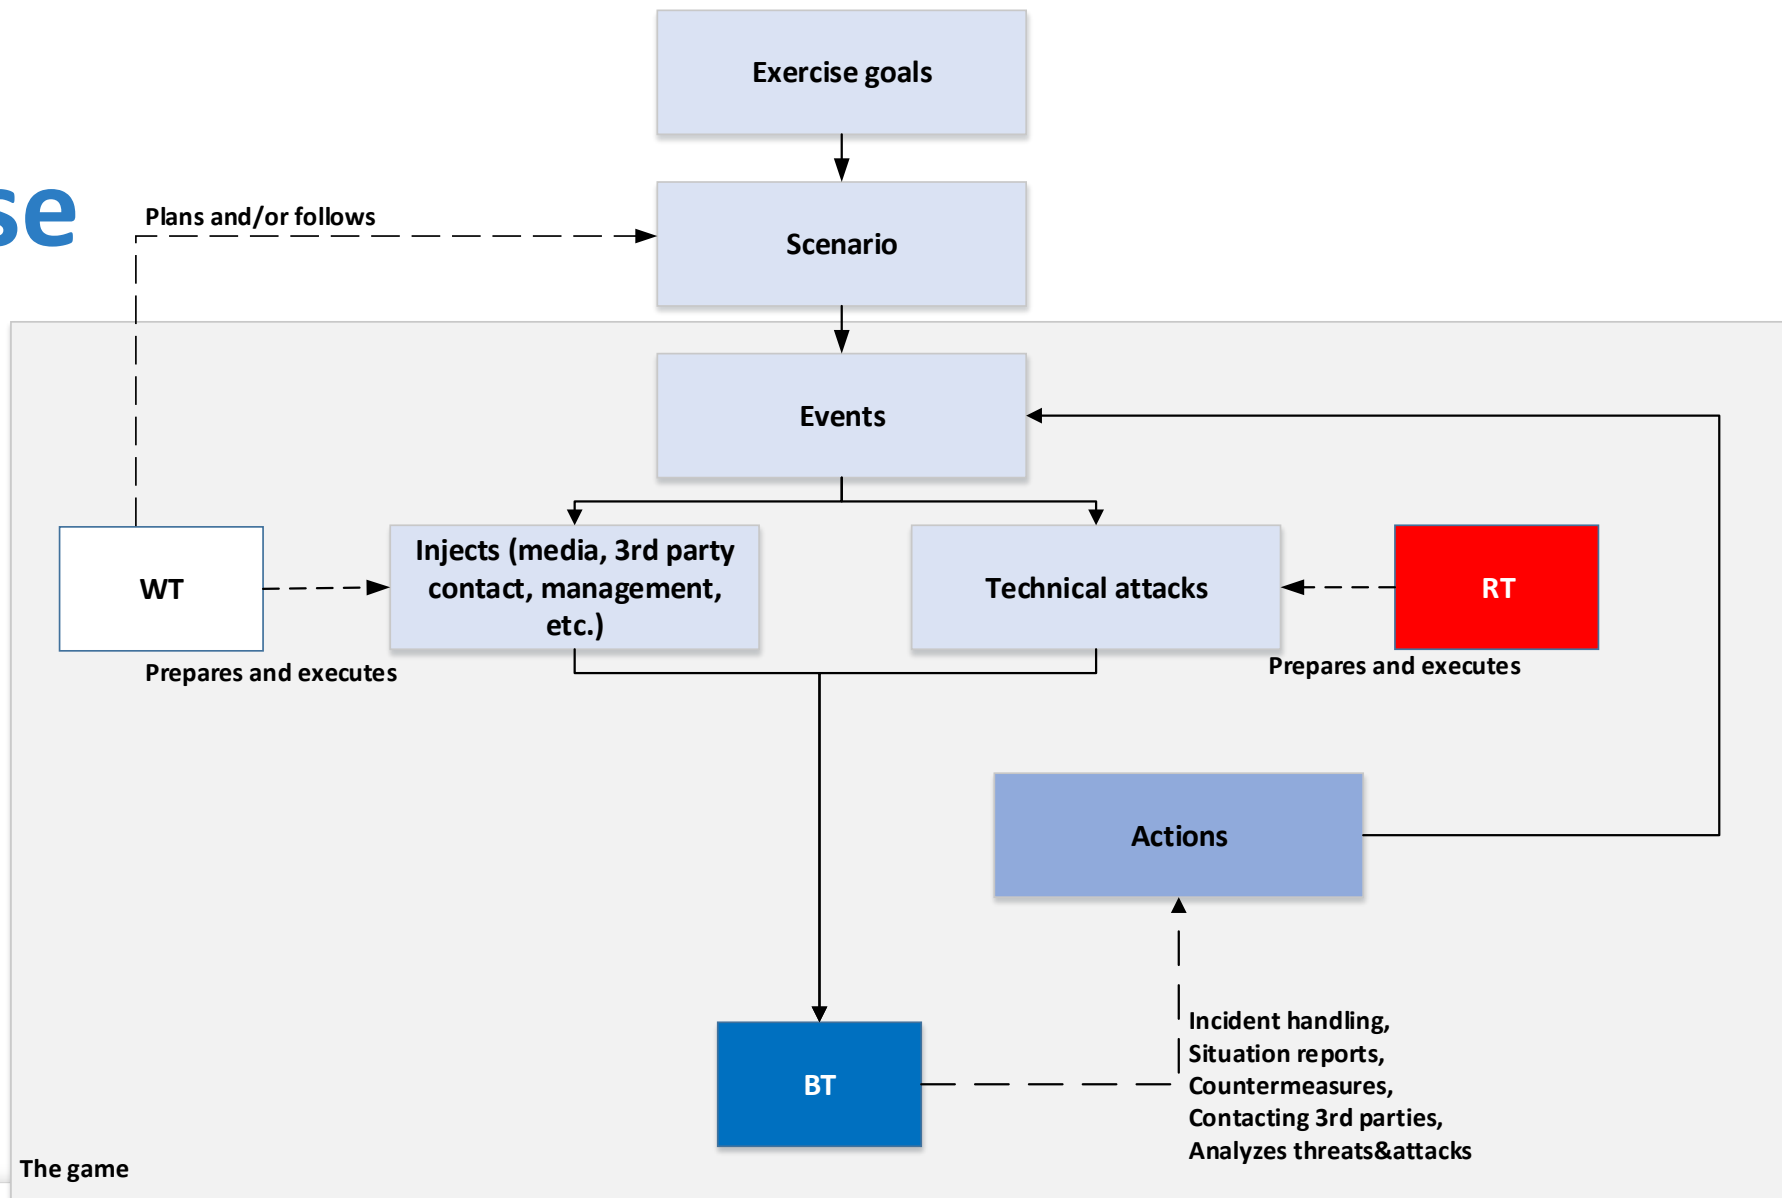 Exercise goals
se
Plans and/or follows
Scenario
Events
WT
Injects (media, 3rd party
contact, management,
etc.)
Technical attacks
RT
Prepares and executes
Prepares and executes
Actions
BT
Incident handling,
Situation reports,
Countermeasures,
Contacting 3rd parties,
Analyzes threats&attacks
The game